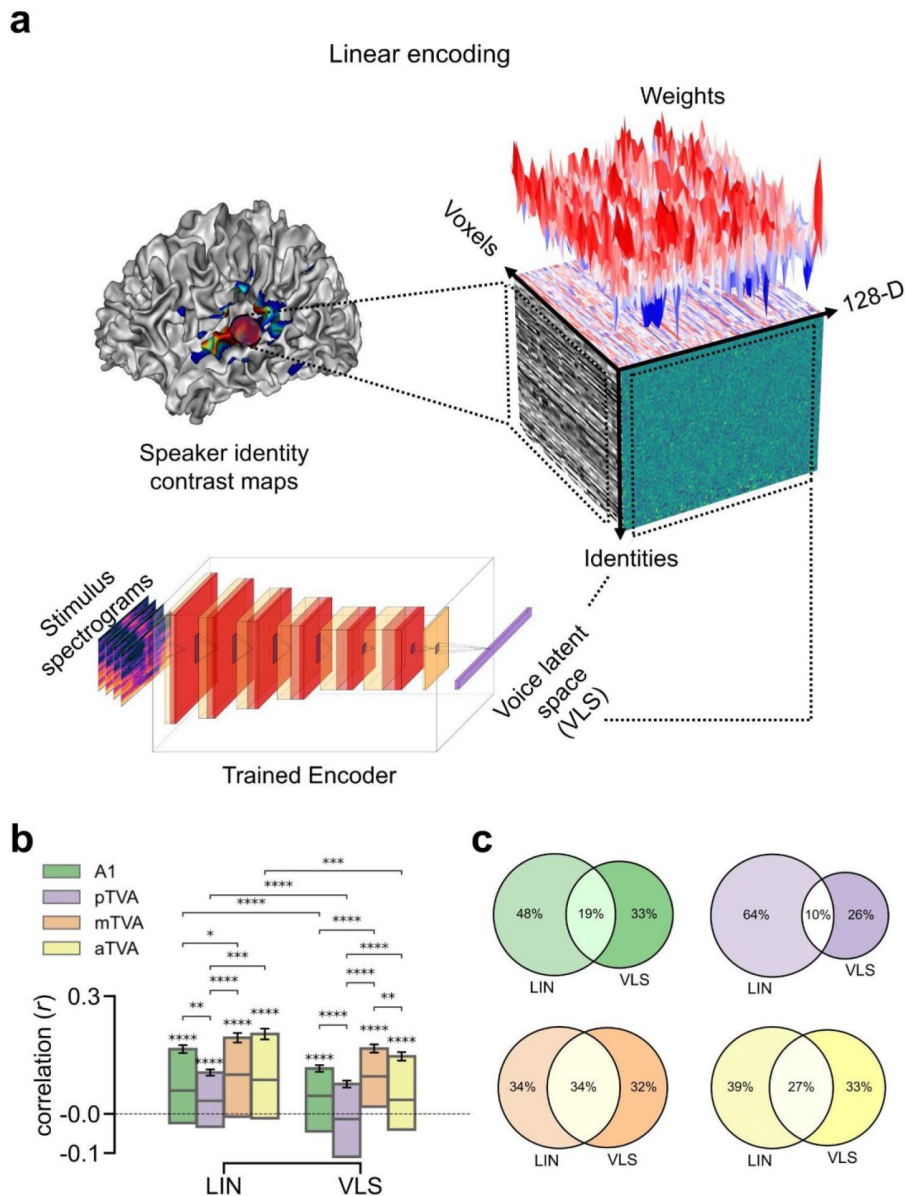 a
Linear encoding
Weights
Voxels
128-D
Speaker identity
contrast maps
Identities
Stimulus
spectrograms
Voice latent
space
(VLS)
Trained Encoder
b
A1
pTVA
mTVA
aTVA
***
****
****
****
*
****
***
****
**
****
**
****
****
****
****
****
****
****
****
****
correlation (r)
0.3
-0.0
-0.1
LIN
VLS
c
48%
19%
33%
LIN
VLS
64%
10%
26%
LIN
VLS
34%
34%
32%
LIN
VLS
39%
27%
33%
LIN
VLS